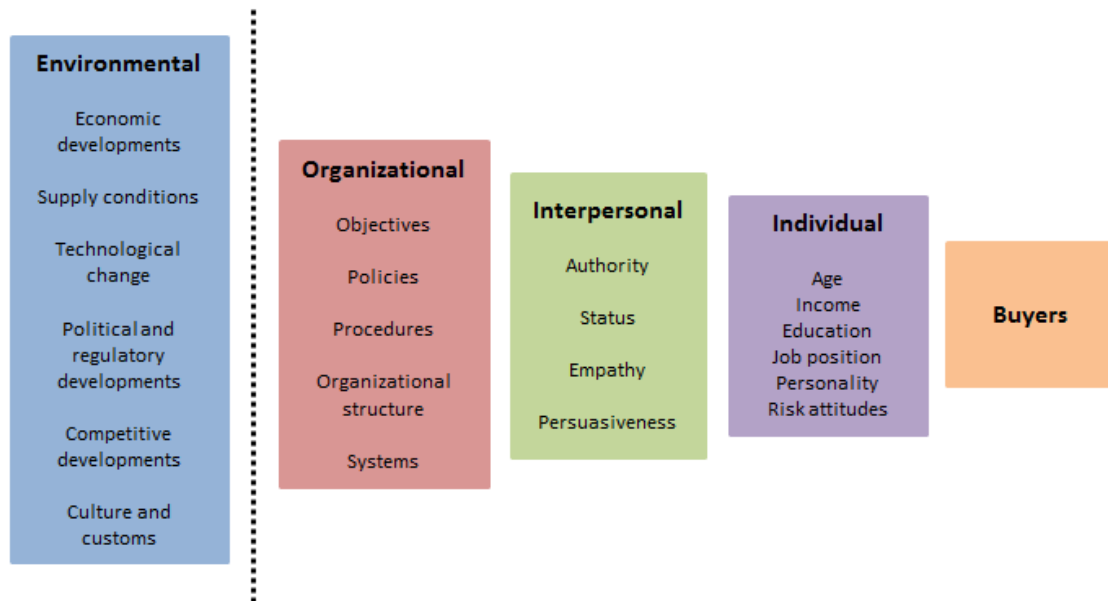 Environmental
Economic
developments
Supply conditions
Technological
change
Political and
regulatory
developments
Competitive
developments
Culture and
customs
Organizational
Objectives
Policies
Procedures
Organizational
structure
Systems
Interpersonal
Authority
Status
Empathy
Persuasiveness
Individual
Age
Income
Education
Job position
Personality
Risk attitudes
Buyers